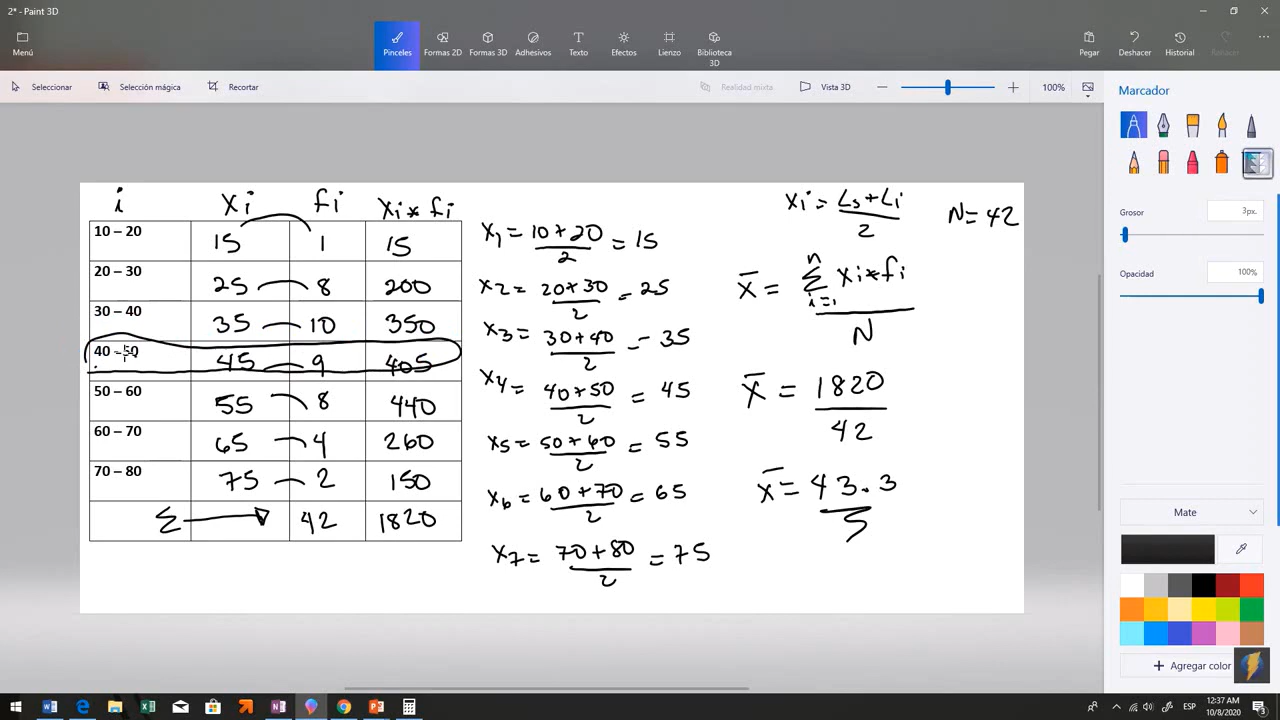 2* - Paint 3D
Menú
Pinceles
Formas 2D
Formas 3D
Adhesivos
Texto
Efectos
Lienzo
Biblioteca 3D
Pegar
Deshacer
Historial
Rehacer
Seleccionar
Selección mágica
Recortar
Realidad mixta
Vista 3D
100%
Marcador
Grosor
3px.
Opacidad
100%
Mate
Agregar color
i Xi fi Xi * fi
10 – 20 15 1 15
20 – 30 25 8 200
30 – 40 35 10 350
40 – 50 45 9 405
50 – 60 55 8 440
60 – 70 65 4 260
70 – 80 75 2 150
Σ 42 1820
X1 = 10 + 20 / 2 = 15
X2 = 20 + 30 / 2 = 25
X3 = 30 + 40 / 2 = 35
X4 = 40 + 50 / 2 = 45
X5 = 50 + 60 / 2 = 55
X6 = 60 + 70 / 2 = 65
X7 = 70 + 80 / 2 = 75
Xi = Ls + Li / 2
N = 42
X̄ = Σ n i=1 Xi * fi / N
X̄ = 1820 / 42
X̄ = 43.3
ESP
12:37 AM
10/8/2020
3